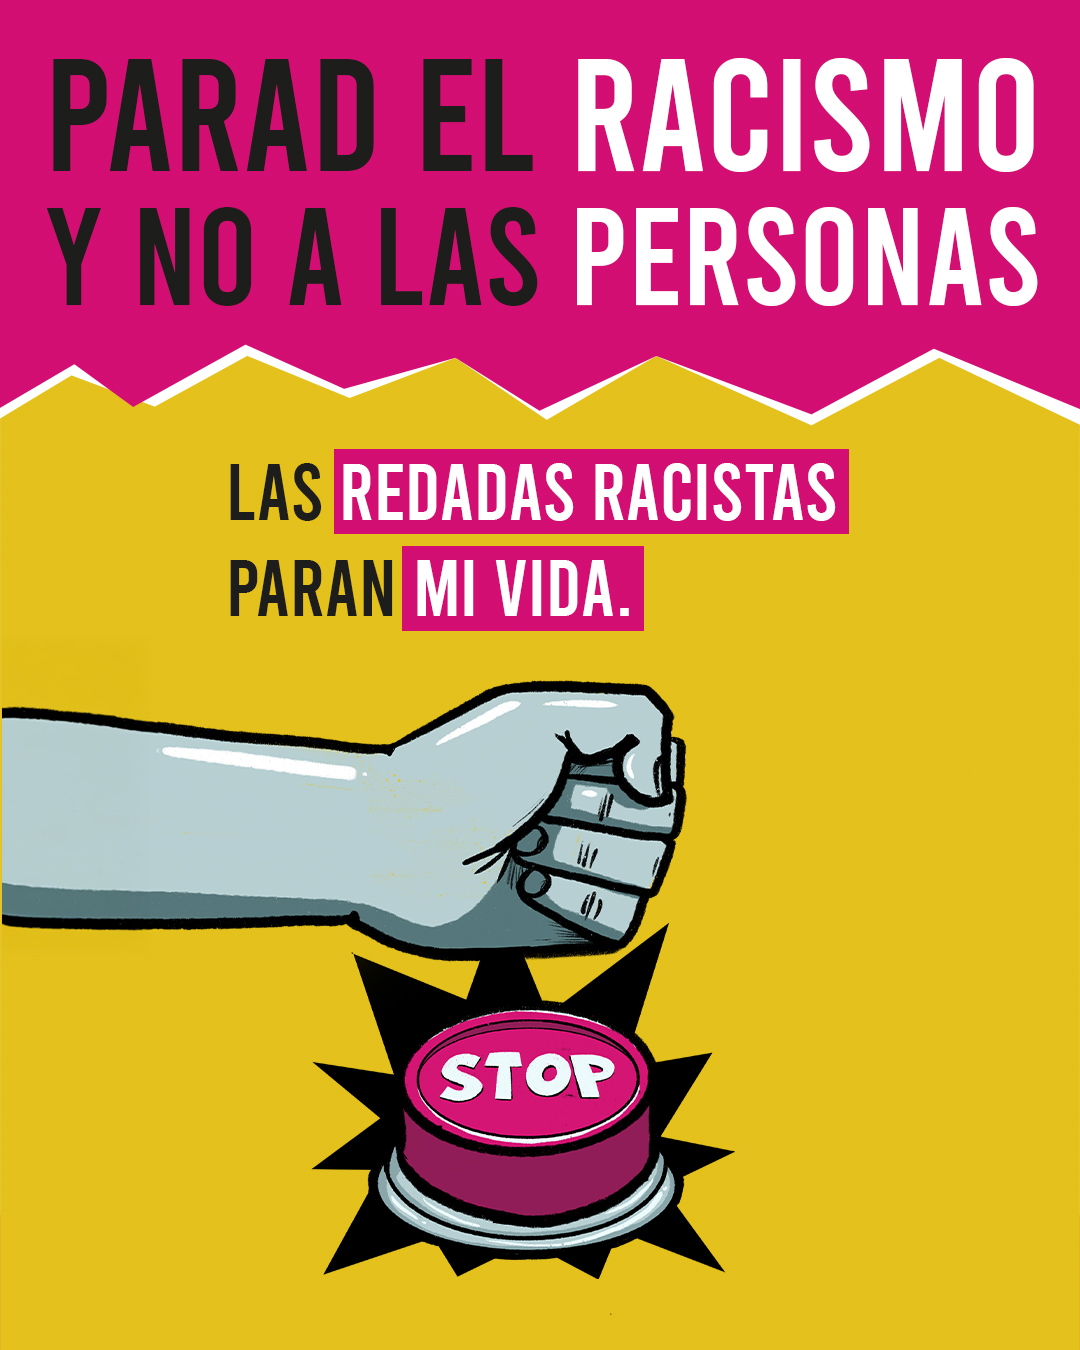 PARAD EL RACISMO
Y NO A LAS PERSONAS
LAS REDADAS RACISTAS
PARAN MI VIDA.
STOP